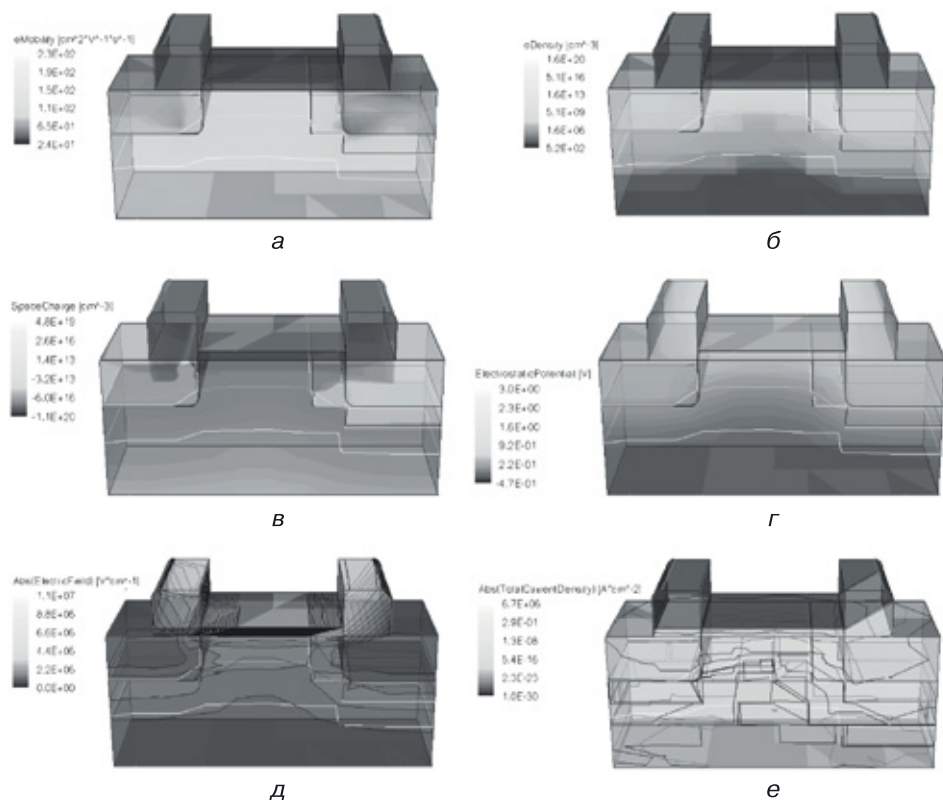 eMobility [cm^2*V^-1*s^-1]
2.3E+02
1.9E+02
1.5E+02
1.1E+02
6.5E+01
2.4E+01
а
eDensity [cm^-3]
1.6E+20
5.1E+16
1.6E+13
5.1E+09
1.6E+06
5.2E+02
б
SpaceCharge [cm^-3]
4.8E+19
2.6E+16
1.4E+13
-3.2E+13
-6.0E+16
-1.1E+20
в
ElectrostaticPotential [V]
3.0E+00
2.3E+00
1.6E+00
9.2E-01
2.2E-01
-4.7E-01
г
Abs(ElectricField) [V*cm^-1]
1.1E+07
8.8E+06
6.6E+06
4.4E+06
2.2E+06
0.0E+00
д
Abs(TotalCurrentDensity) [A*cm^-2]
6.7E+06
2.9E-01
1.3E-08
5.4E-16
2.3E-23
1.0E-30
е